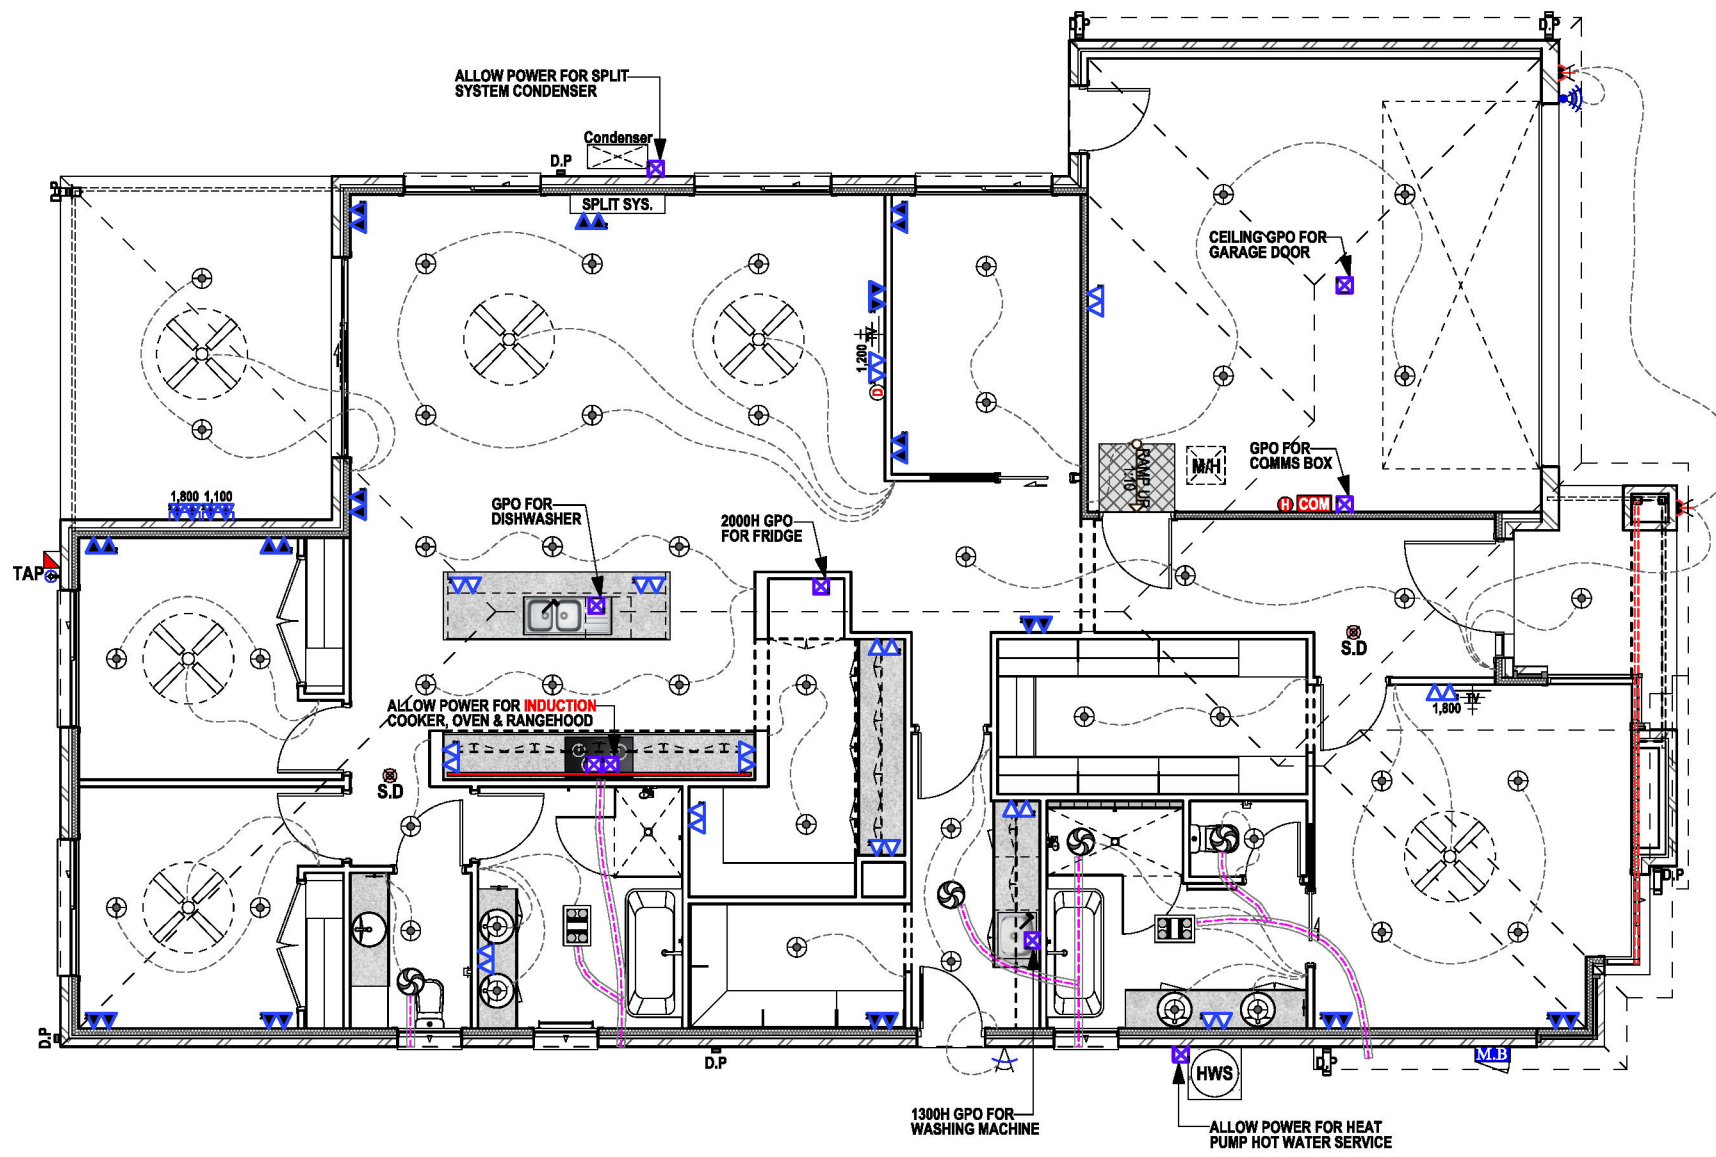 D.P
D.P
ALLOW POWER FOR SPLIT
SYSTEM CONDENSER
Condenser
D.P
D.P
SPLIT SYS.
CEILING GPO FOR
GARAGE DOOR
TV
1,200
D
GPO FOR
COMMS BOX
M/H
RAMP UP
1:10
H
COM
1,800
1,100
GPO FOR
DISHWASHER
2000H GPO
FOR FRIDGE
TAP
S.D
TV
1,800
ALLOW POWER FOR INDUCTION
COOKER, OVEN & RANGEHOOD
S.D
D.P
D.P
D.P
D.P
M.B
HWS
1300H GPO FOR
WASHING MACHINE
ALLOW POWER FOR HEAT
PUMP HOT WATER SERVICE